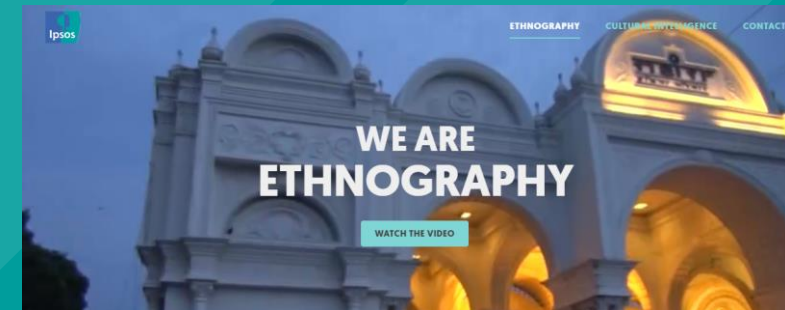 Ipsos
ETHNOGRAPHY
CULTURAL INTELLIGENCE
CONTACT
WE ARE
ETHNOGRAPHY
WATCH THE VIDEO